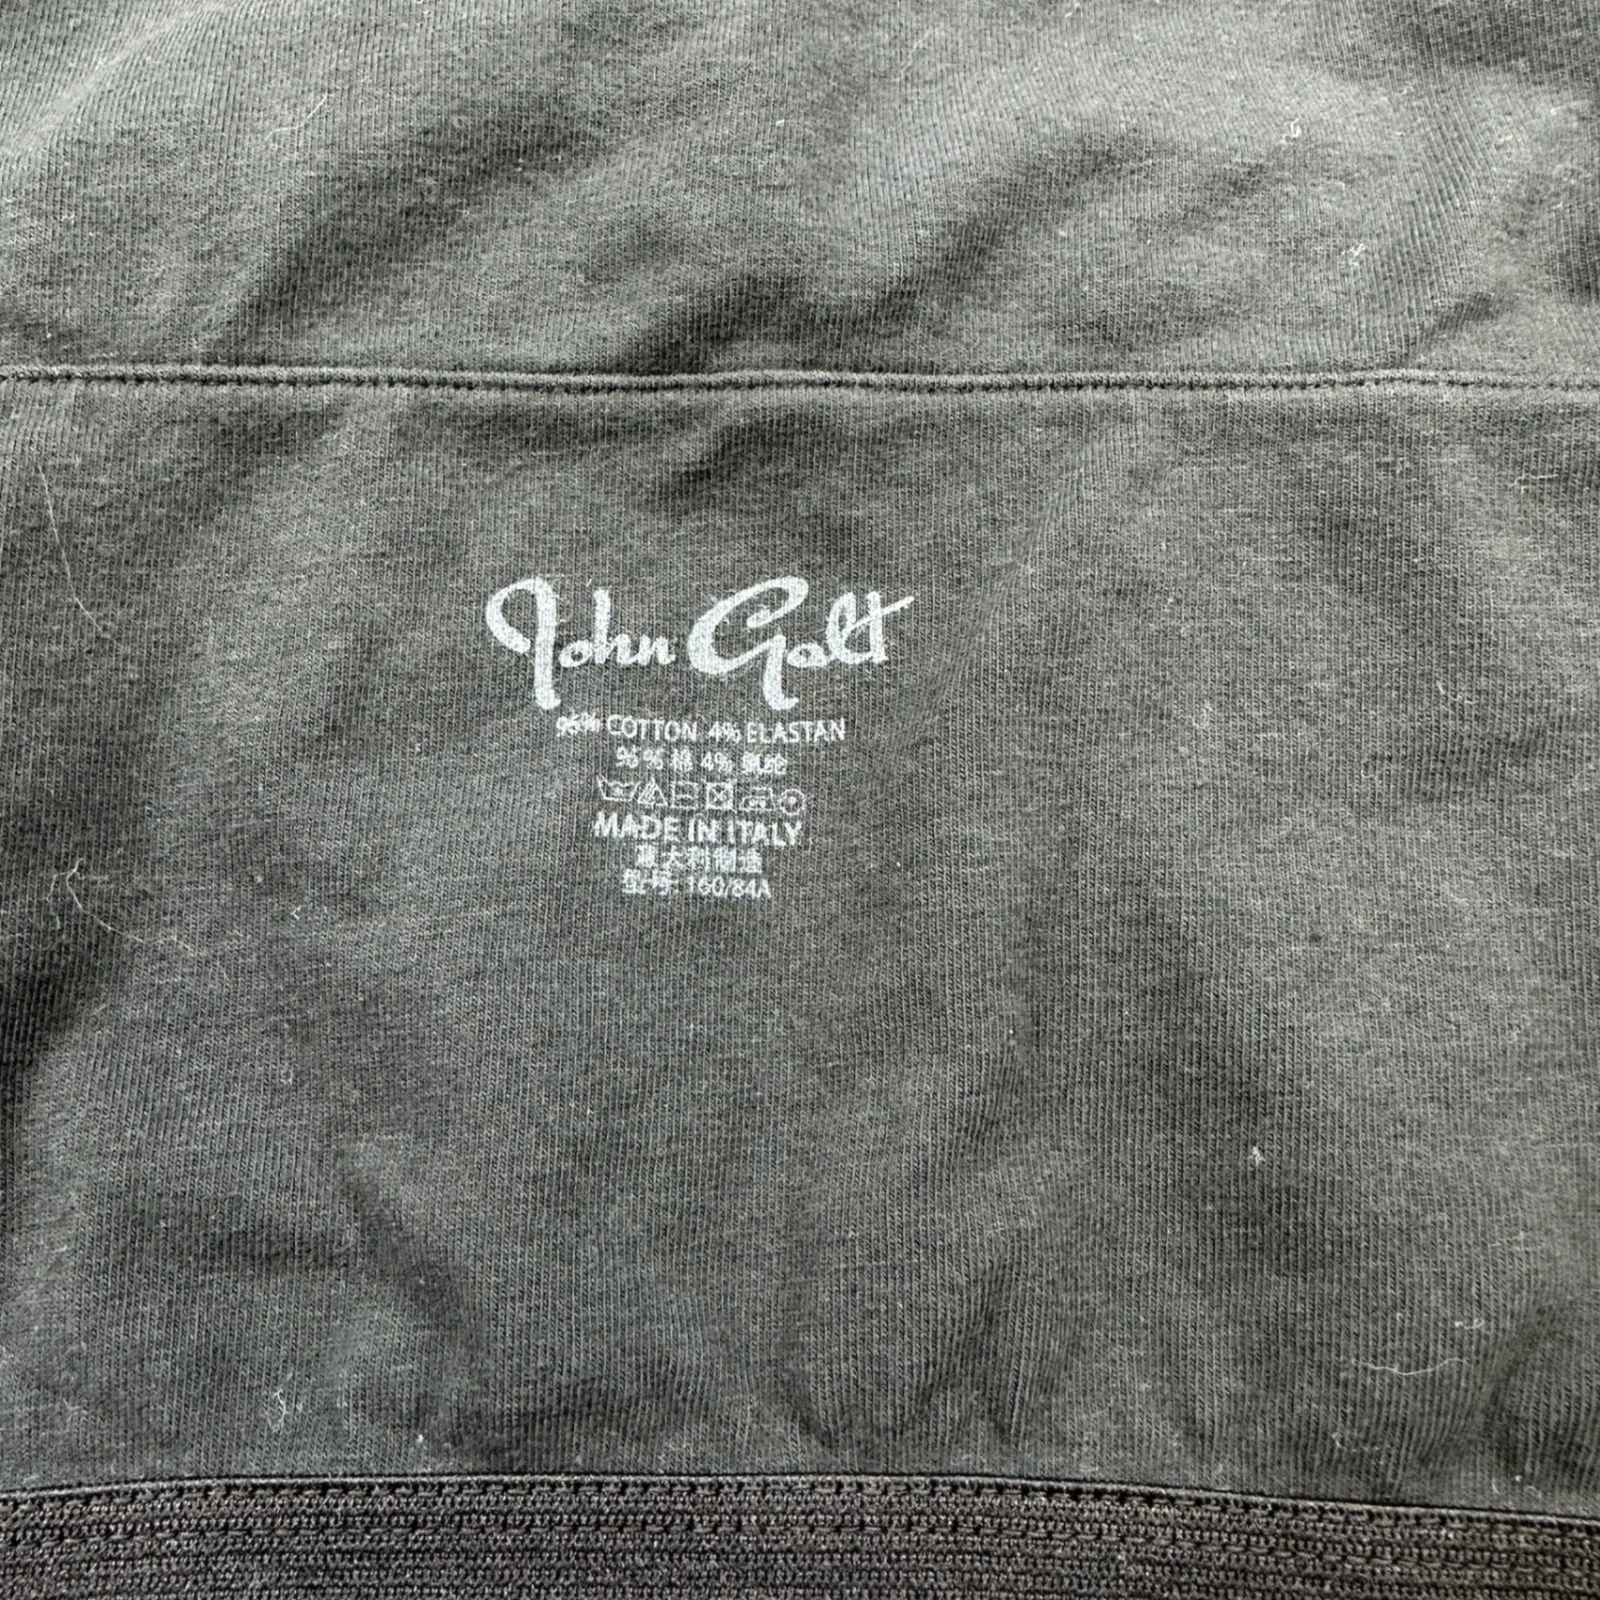 John Galt
96% COTTON 4% ELASTAN
96% 棉 4% 氨纶
MADE IN ITALY
意大利制造
型号: 160/84A